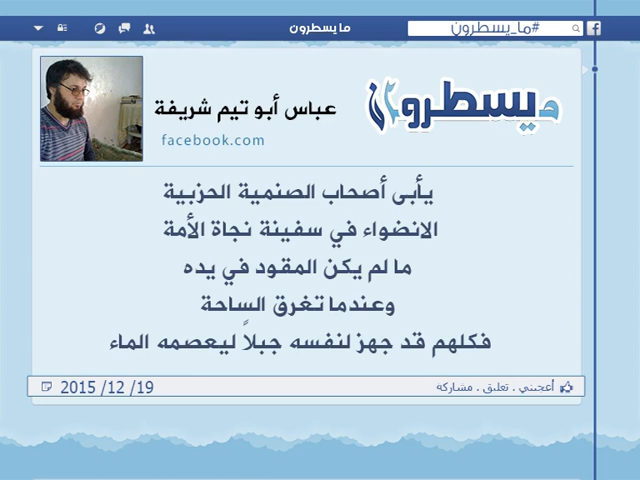 ما يسطرون
#ما_يسطرون
ما يسطرون
عباس أبو تيم شريفة
facebook.com
يأبى أصحاب الصنمية الحزبية
الانضواء في سفينة نجاة الأمة
ما لم يكن المقود في يده
وعندما تغرق الساحة
فكلهم قد جهز لنفسه جبلاً ليعصمه الماء
أعجبني . تعليق . مشاركة
2015 /12 /19